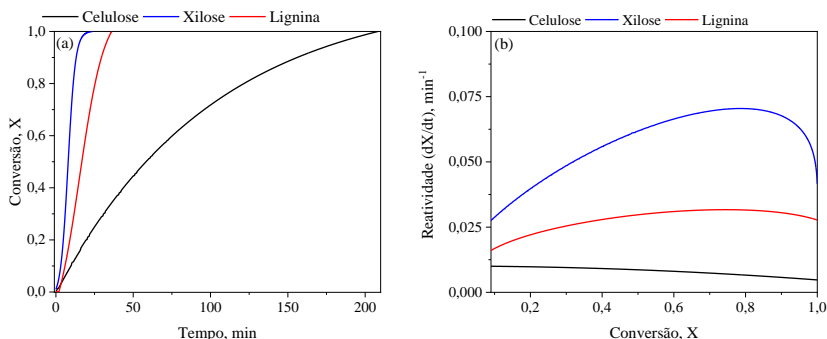 Celulose Xilose Lignina
(a)
1,0
0,8
0,6
0,4
0,2
0,0
0 50 100 150 200
Conversão, X
Tempo, min
Celulose Xilose Lignina
(b)
0,100
0,075
0,050
0,025
0,000
0,2 0,4 0,6 0,8 1,0
Reatividade (dX/dt), min⁻¹
Conversão, X